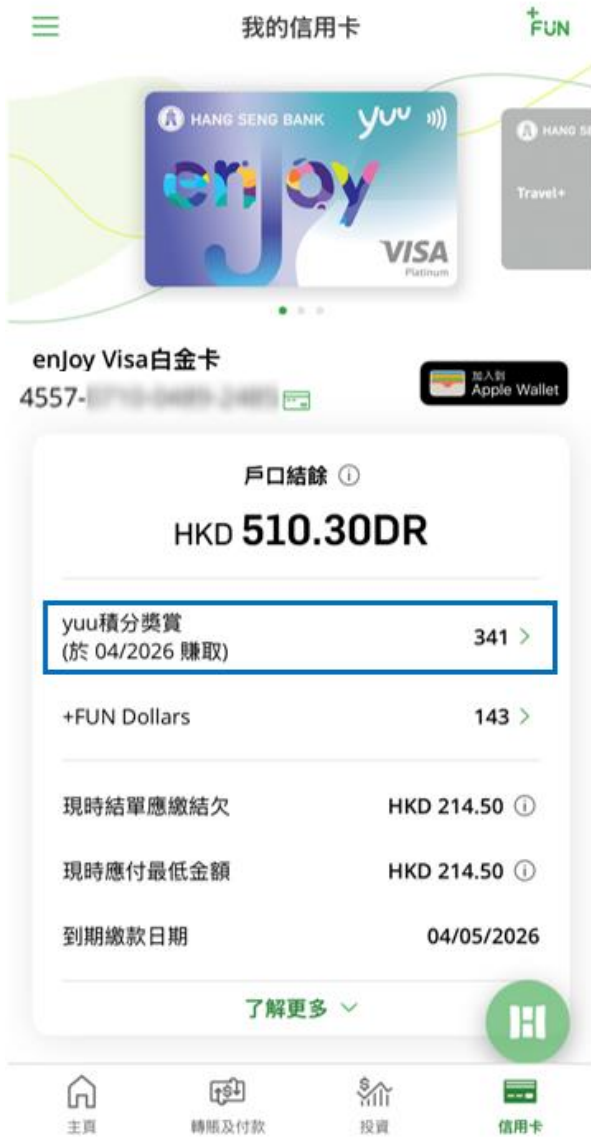 我的信用卡
+FUN
HANG SENG BANK
yuu
enJoy
VISA
Platinum
HANG SE
Travel+
enJoy Visa白金卡
4557-
加入到
Apple Wallet
戶口結餘
HKD 510.30DR
yuu積分獎賞
(於 04/2026 賺取)
341
+FUN Dollars
143
現時結單應繳結欠
HKD 214.50
現時應付最低金額
HKD 214.50
到期繳款日期
04/05/2026
了解更多
主頁
轉賬及付款
投資
信用卡